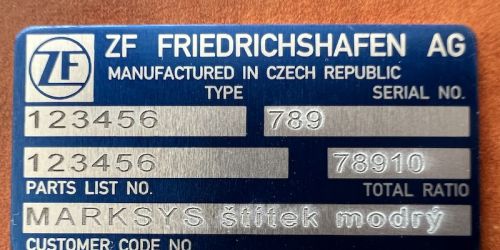 ZF
ZF FRIEDRICHSHAFEN AG
MANUFACTURED IN CZECH REPUBLIC
TYPE SERIAL NO.
123456 789
123456 78910
PARTS LIST NO. TOTAL RATIO
MARKSYS štítek modrý
CUSTOMER CODE NO